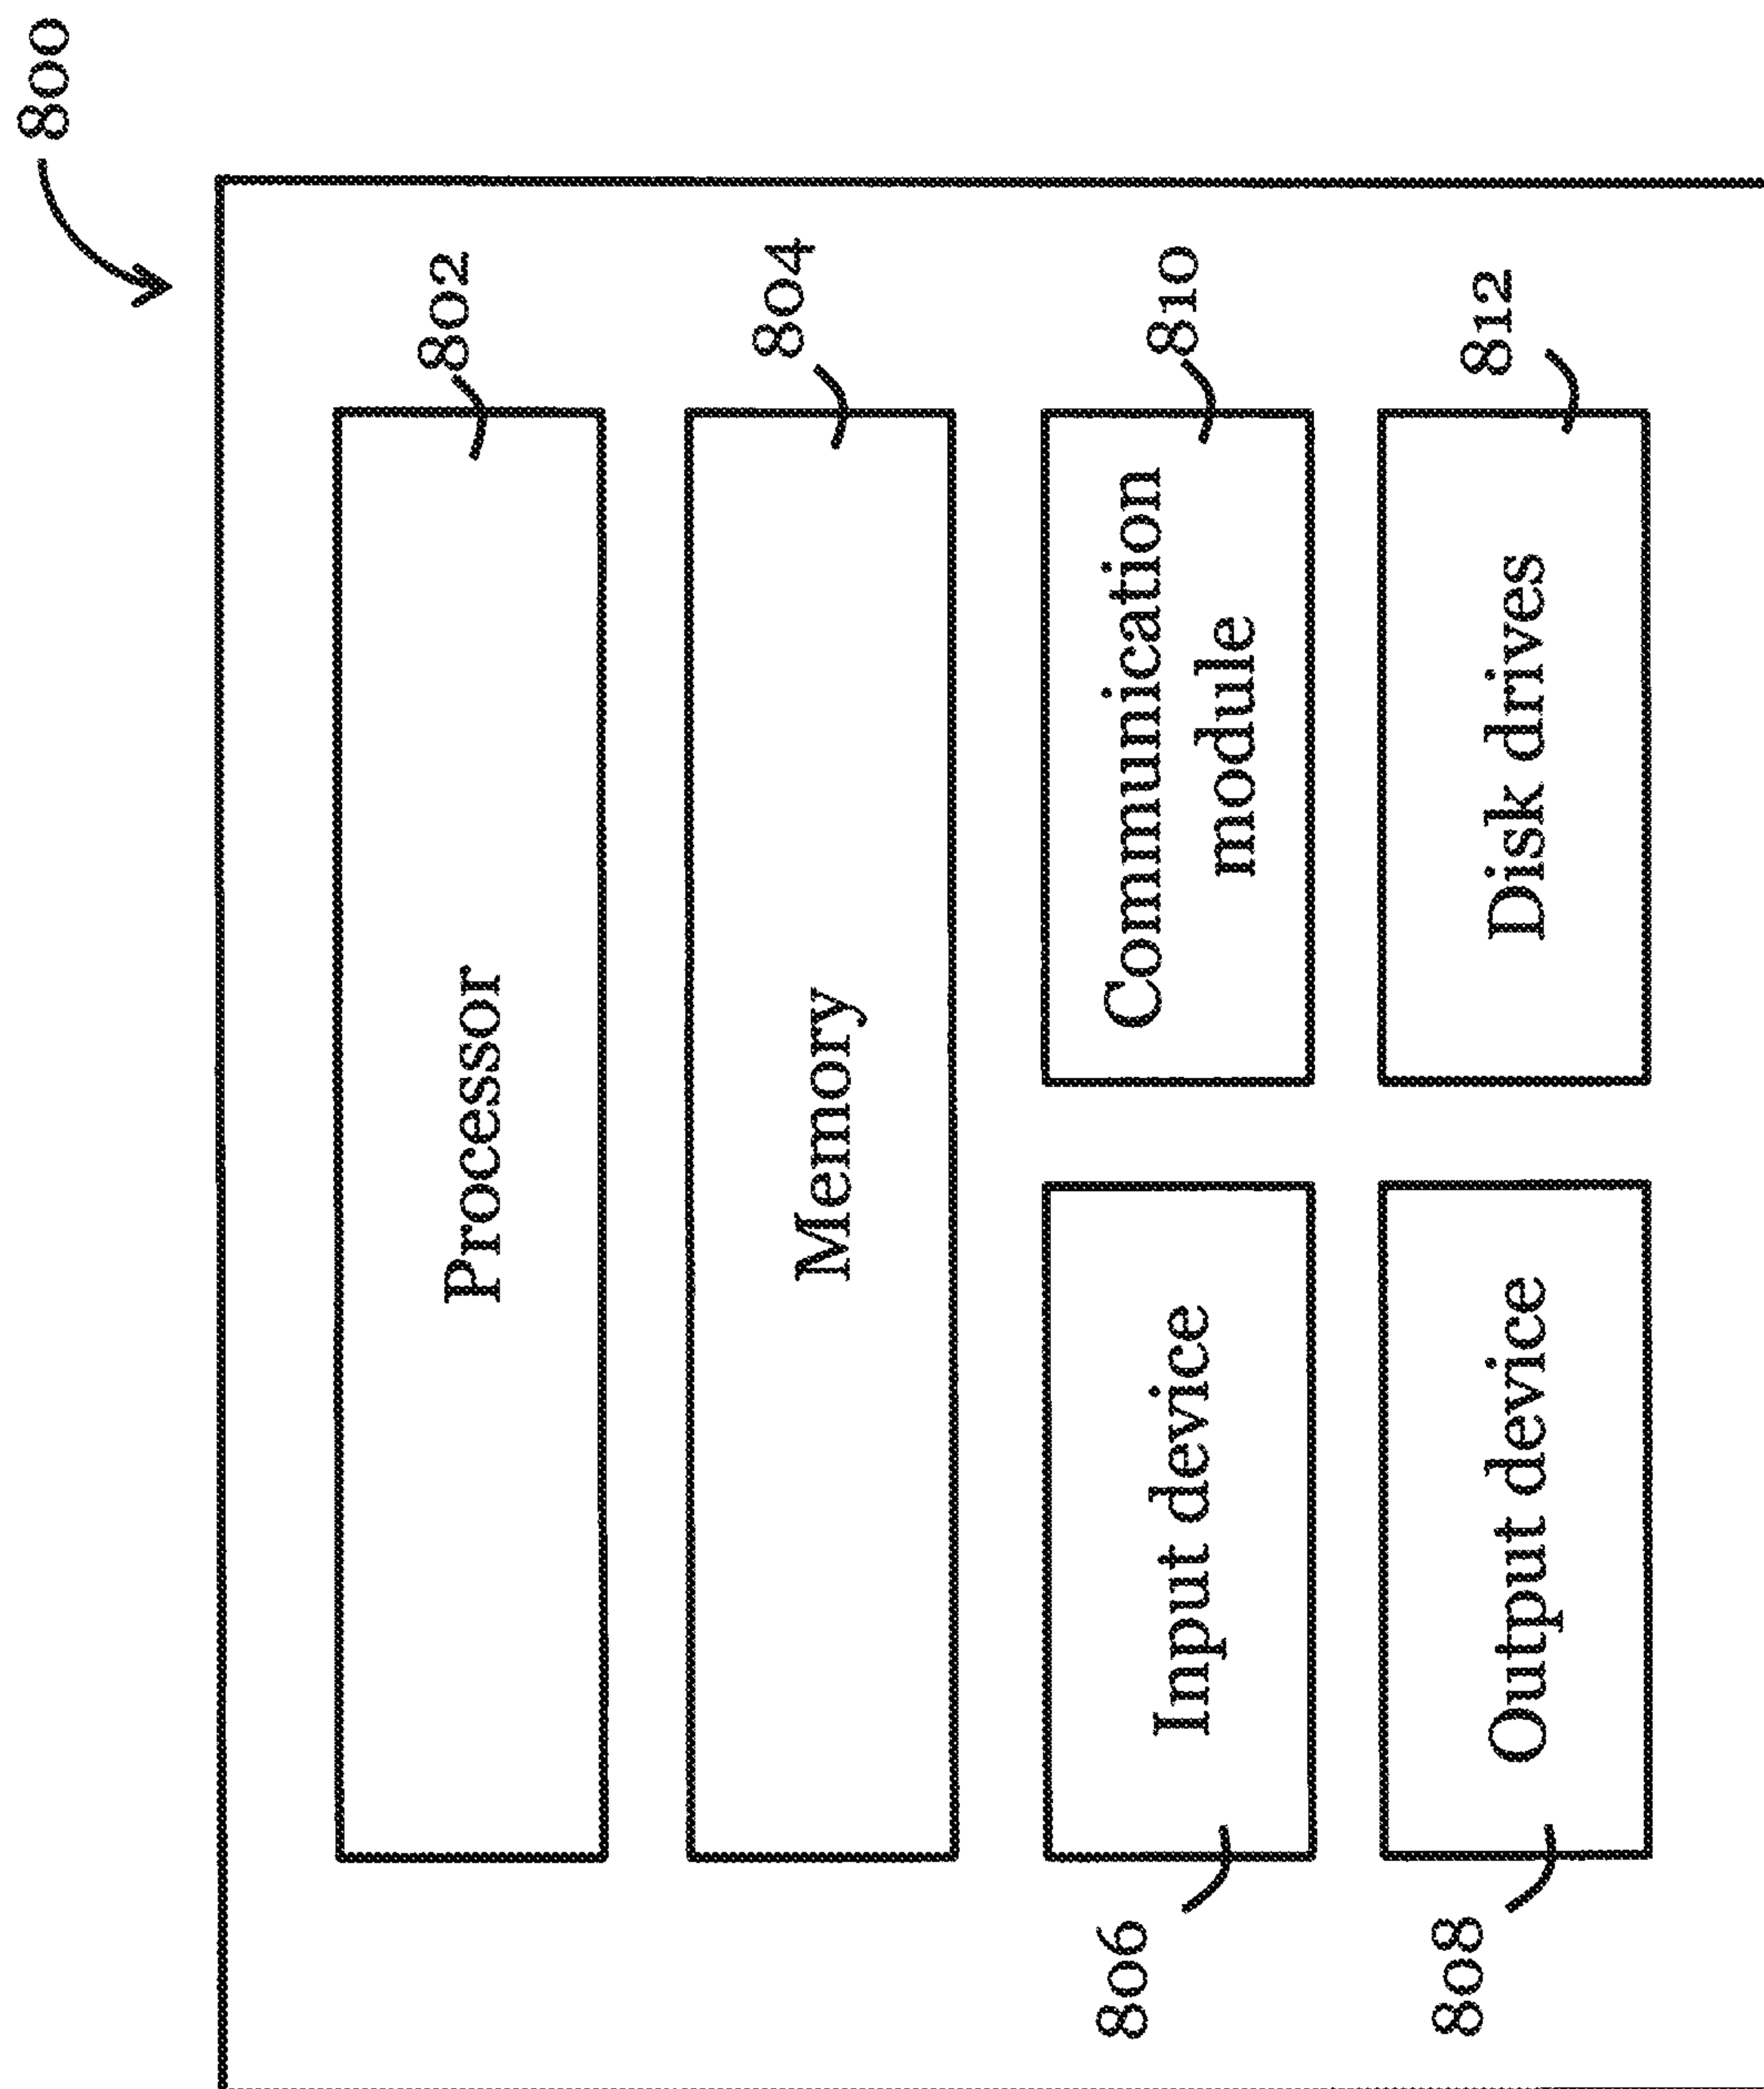 800
802
Processor
804
Memory
806
Input device
810
Communication
module
808
Output device
812
Disk drives